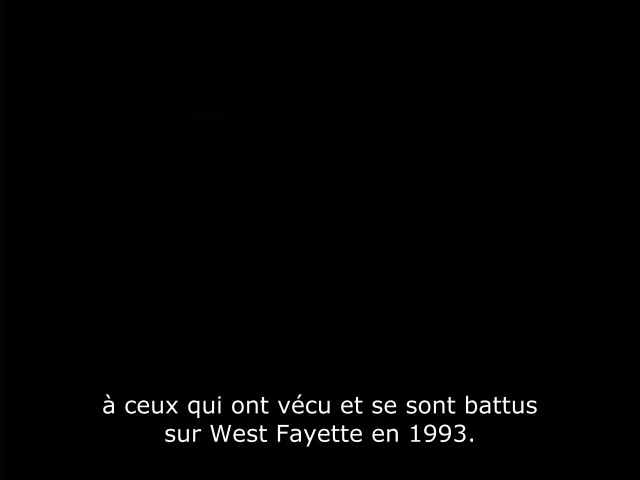 à ceux qui ont vécu et se sont battus
sur West Fayette en 1993.